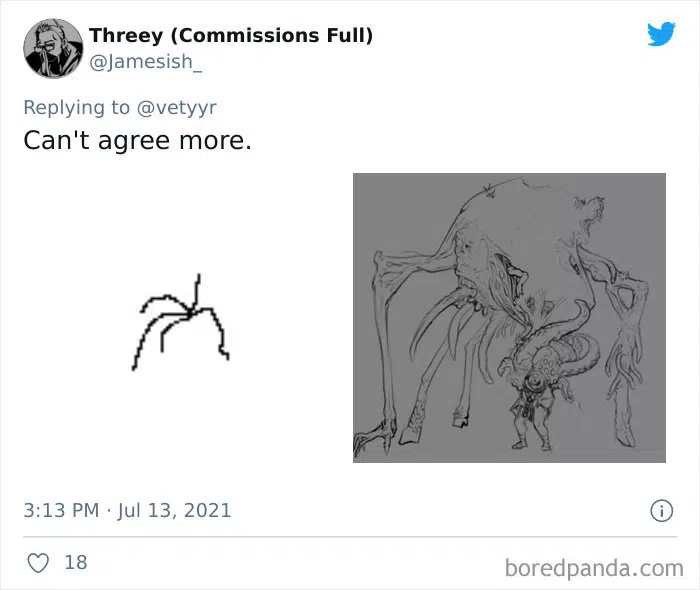 Threey (Commissions Full)
@Jamesish_
Replying to @vetyyr
Can't agree more.
3:13 PM · Jul 13, 2021
18
boredpanda.com